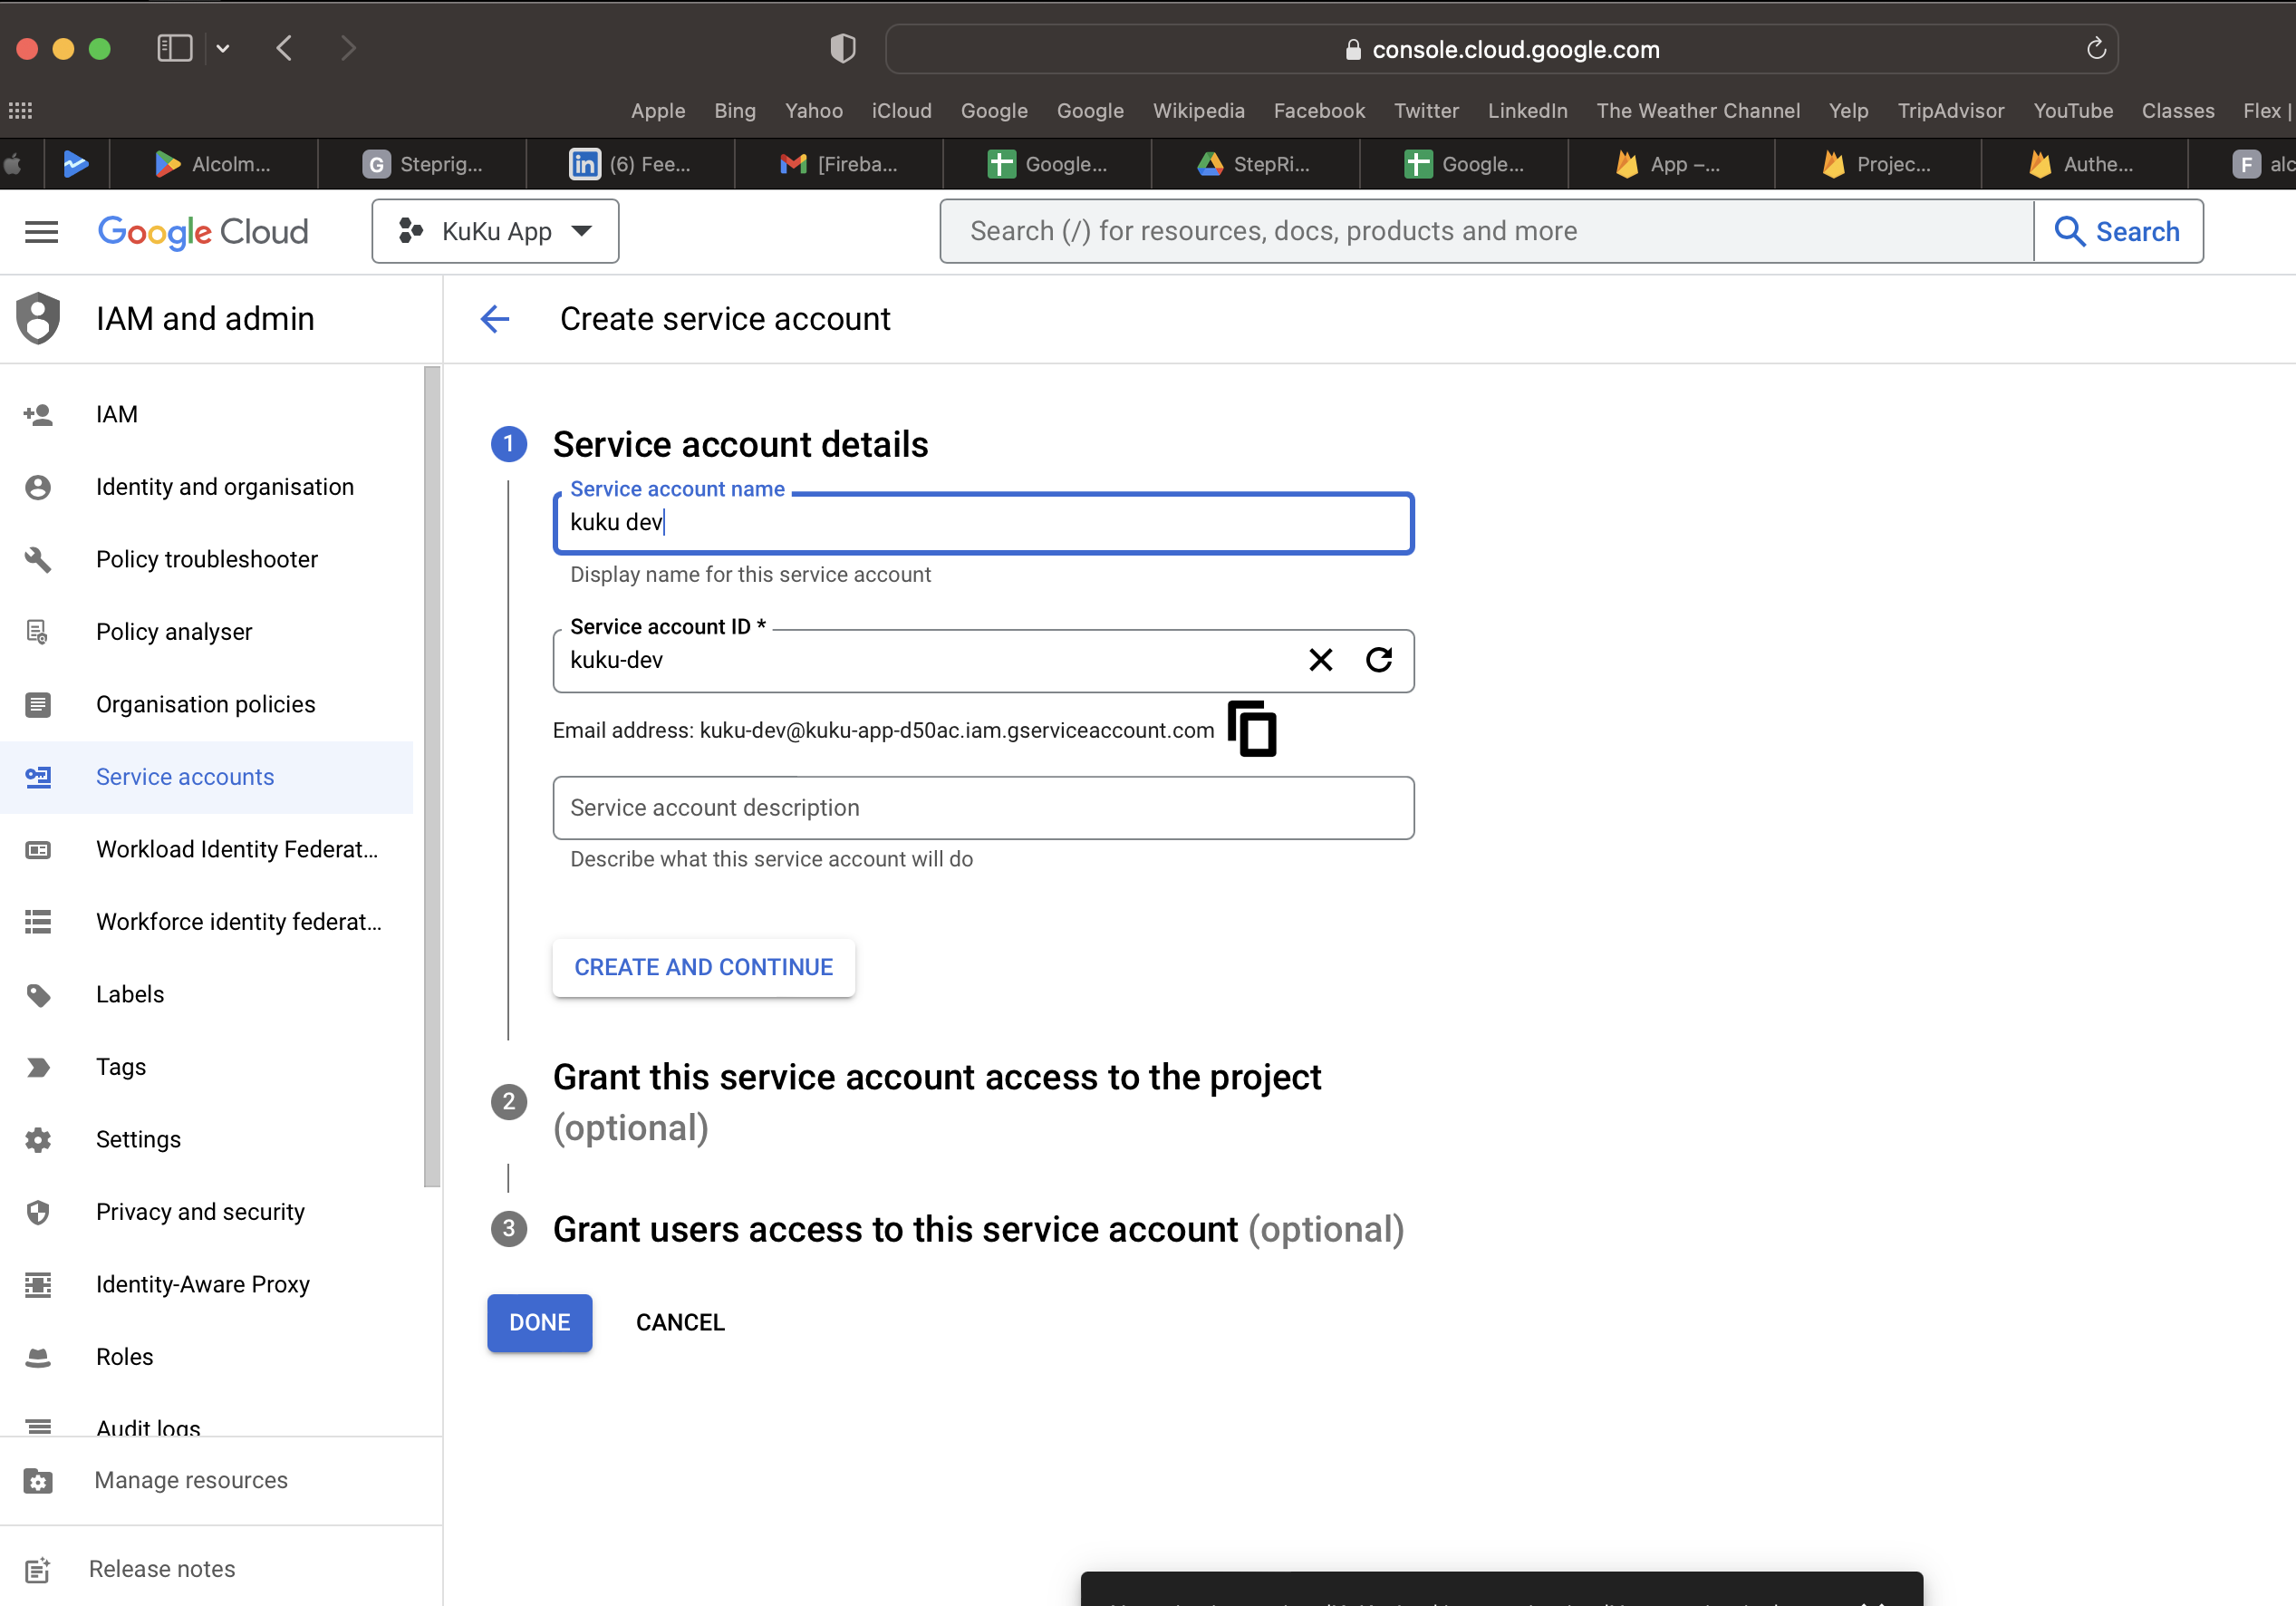 console.cloud.google.com
Apple Bing Yahoo iCloud Google Google Wikipedia Facebook Twitter LinkedIn The Weather Channel Yelp TripAdvisor YouTube Classes Flex |
Alcolm... G Steprig... in (6) Fee... [Fireba... Google... StepRi... Google... App –... Projec... Authe... F alc
Google Cloud KuKu App Search (/) for resources, docs, products and more Search
IAM and admin
Create service account
IAM
Identity and organisation
Policy troubleshooter
Policy analyser
Organisation policies
Service accounts
Workload Identity Federat...
Workforce identity federat...
Labels
Tags
Settings
Privacy and security
Identity-Aware Proxy
Roles
Audit logs
Manage resources
Release notes
1 Service account details
Service account name
kuku dev
Display name for this service account
Service account ID *
kuku-dev
Email address: kuku-dev@kuku-app-d50ac.iam.gserviceaccount.com
Service account description
Describe what this service account will do
CREATE AND CONTINUE
2 Grant this service account access to the project
(optional)
3 Grant users access to this service account (optional)
DONE CANCEL